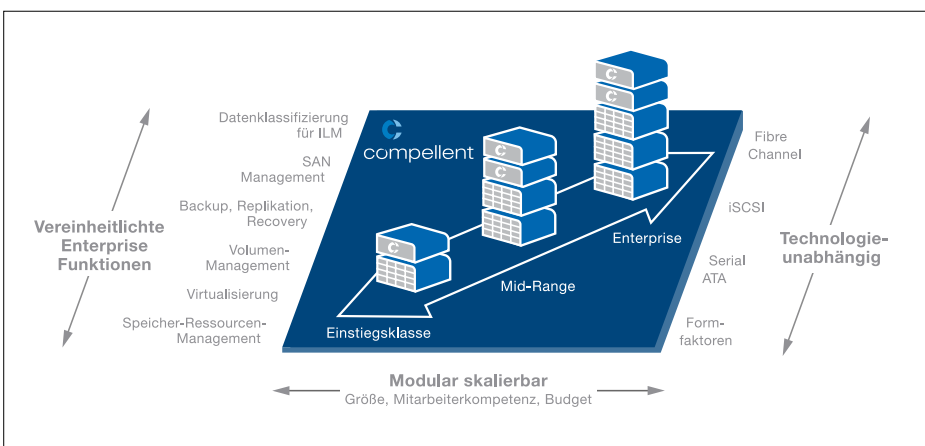 Datenklassifizierung
für ILM
SAN
Management
Backup, Replikation,
Recovery
Volumen-
Management
Virtualisierung
Speicher-Ressourcen-
Management
Vereinheitlichte
Enterprise
Funktionen
compellent
Einstiegsklasse
Mid-Range
Enterprise
Fibre
Channel
iSCSI
Serial
ATA
Form-
faktoren
Technologie-
unabhängig
Modular skalierbar
Größe, Mitarbeiterkompetenz, Budget